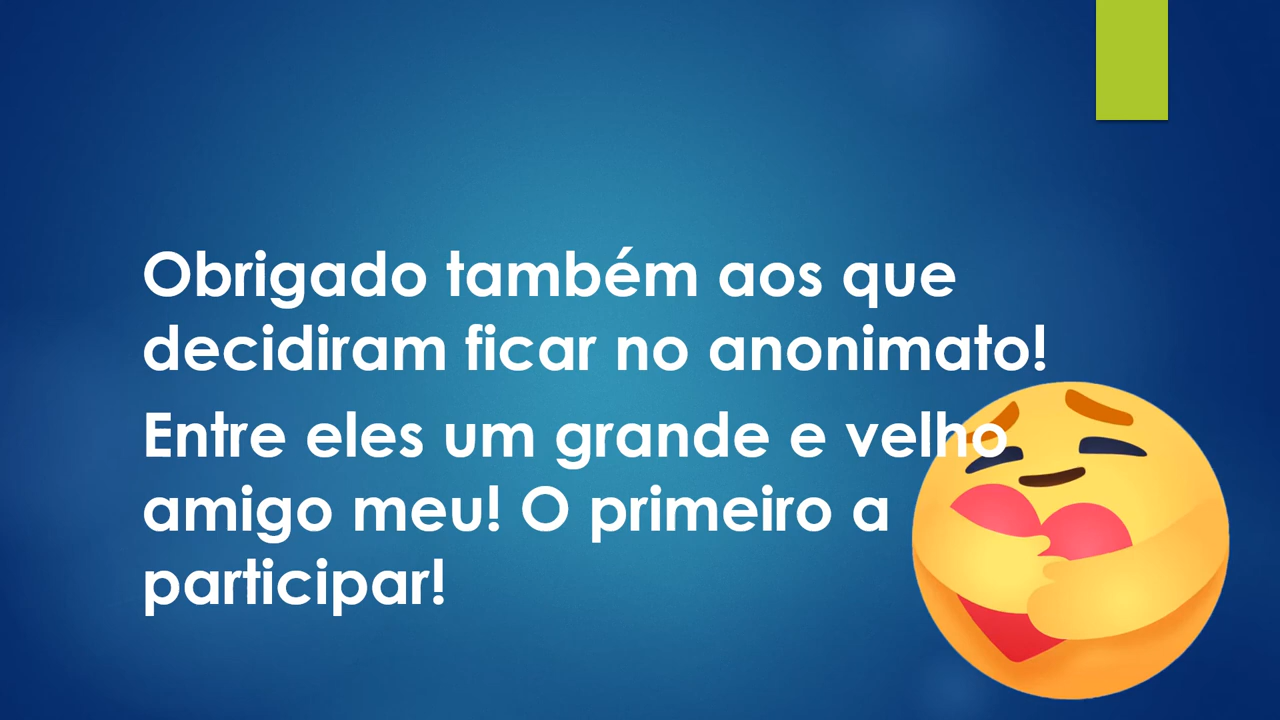 Obrigado também aos que
decidiram ficar no anonimato!
Entre eles um grande e velho
amigo meu! O primeiro a
participar!